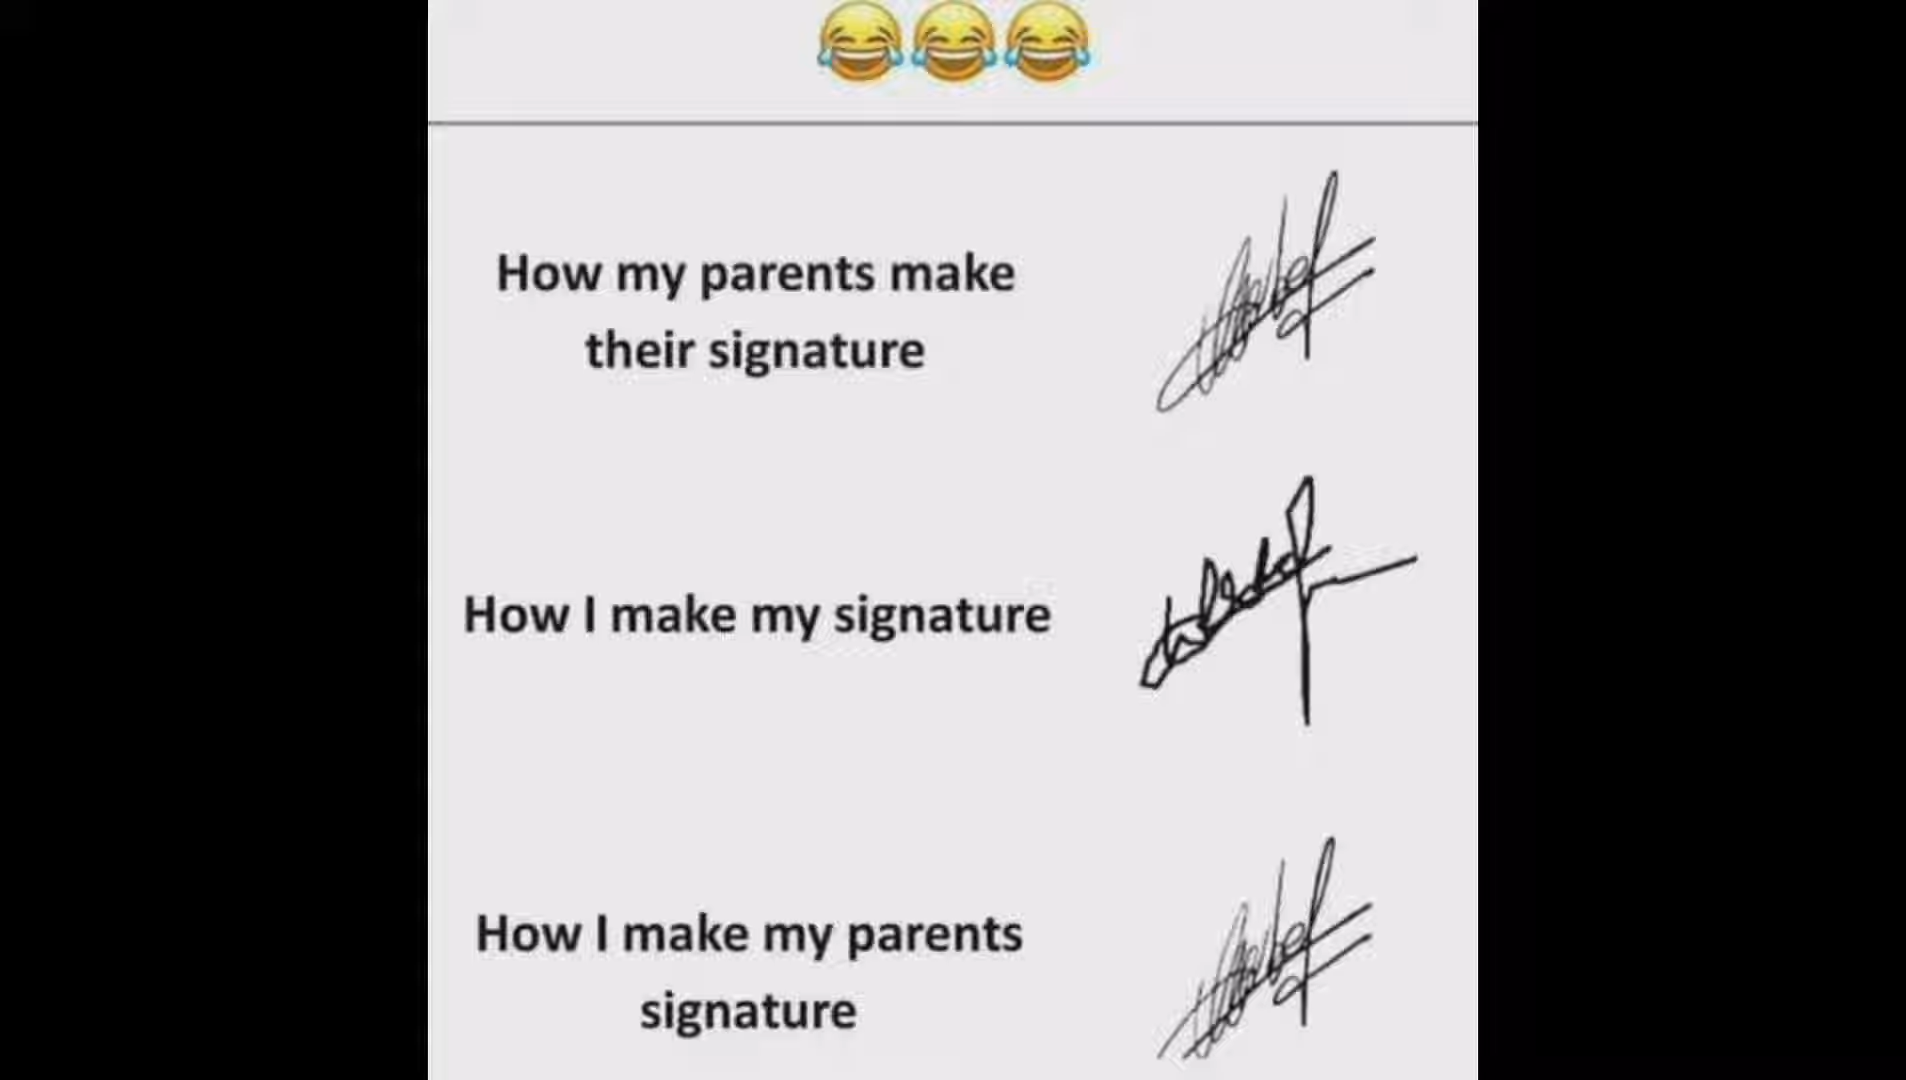 😂😂😂
How my parents make
their signature
How I make my signature
How I make my parents
signature